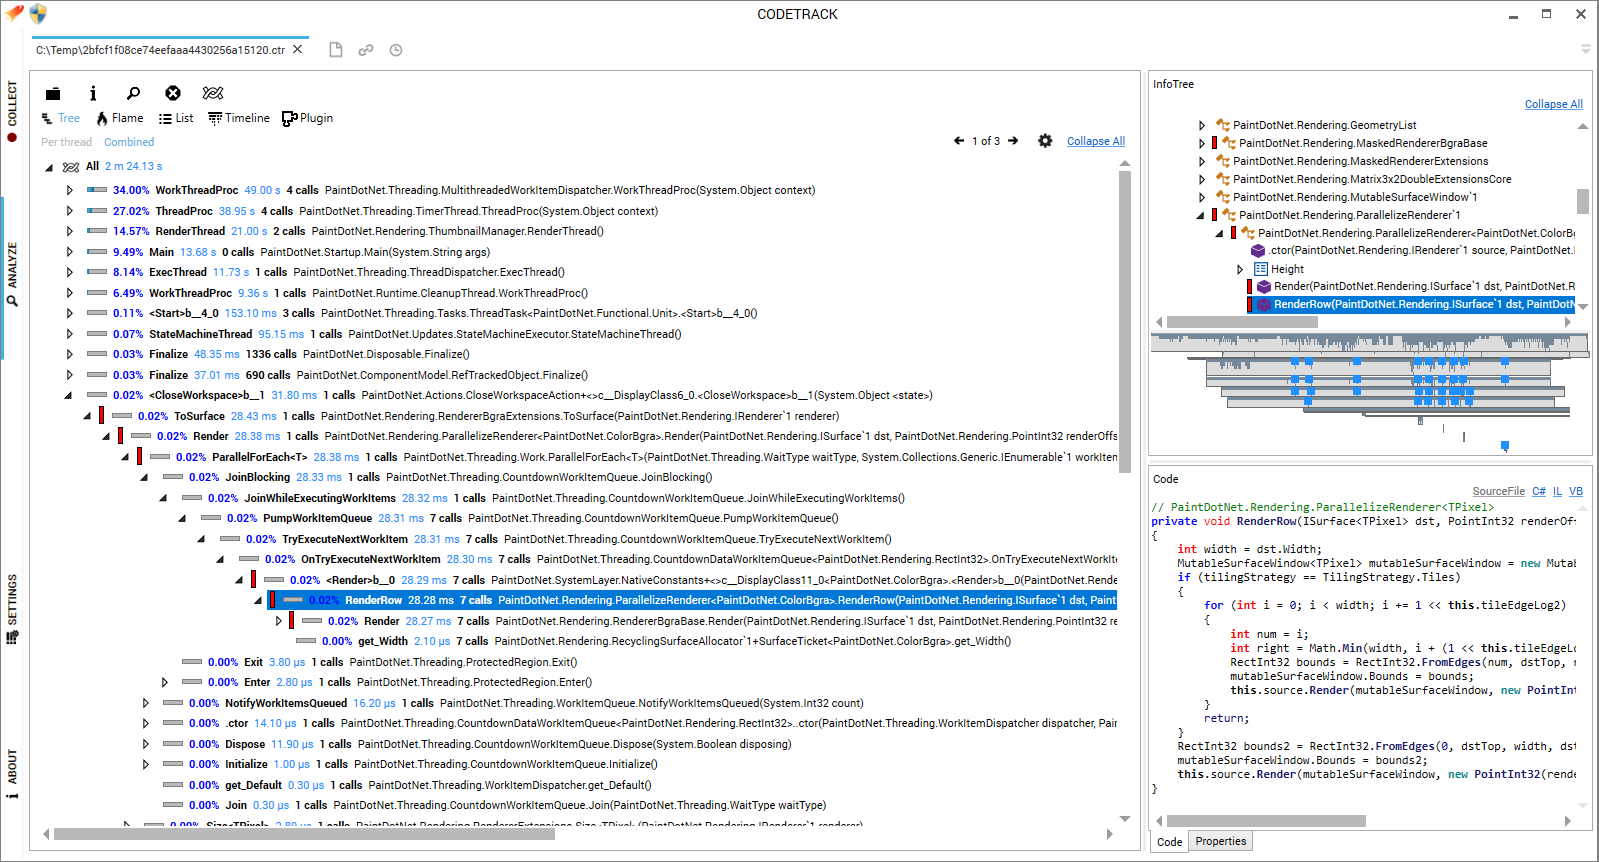 CODETRACK
C:\Temp\2bfcf1f08ce74eefaaa4430256a15120.ctr
COLLECT
ANALYZE
SETTINGS
ABOUT
Tree Flame List Timeline Plugin
Per thread Combined
1 of 3 Collapse All
All 2 m 24.13 s
34.00% WorkThreadProc 49.00 s 4 calls PaintDotNet.Threading.MultithreadedWorkItemDispatcher.WorkThreadProc(System.Object context)
27.02% ThreadProc 38.95 s 4 calls PaintDotNet.Threading.TimerThread.ThreadProc(System.Object context)
14.57% RenderThread 21.00 s 2 calls PaintDotNet.Rendering.ThumbnailManager.RenderThread()
9.49% Main 13.68 s 0 calls PaintDotNet.Startup.Main(System.String args)
8.14% ExecThread 11.73 s 1 calls PaintDotNet.Threading.ThreadDispatcher.ExecThread()
6.49% WorkThreadProc 9.36 s 1 calls PaintDotNet.Runtime.CleanupThread.WorkThreadProc()
0.11% <Start>b__4_0 153.10 ms 3 calls PaintDotNet.Threading.Tasks.ThreadTask<PaintDotNet.Functional.Unit>.<Start>b__4_0()
0.07% StateMachineThread 95.15 ms 1 calls PaintDotNet.Updates.StateMachineExecutor.StateMachineThread()
0.03% Finalize 48.35 ms 1336 calls PaintDotNet.Disposable.Finalize()
0.03% Finalize 37.01 ms 690 calls PaintDotNet.ComponentModel.RefTrackedObject.Finalize()
0.02% <CloseWorkspace>b__1 31.80 ms 1 calls PaintDotNet.Actions.CloseWorkspaceAction+<>c__DisplayClass6_0.<CloseWorkspace>b__1(System.Object <state>)
0.02% ToSurface 28.43 ms 1 calls PaintDotNet.Rendering.RendererBgraExtensions.ToSurface(PaintDotNet.Rendering.IRenderer`1 renderer)
0.02% Render 28.38 ms 1 calls PaintDotNet.Rendering.ParallelizeRenderer<PaintDotNet.ColorBgra>.Render(PaintDotNet.Rendering.ISurface`1 dst, PaintDotNet.Rendering.PointInt32 renderOffs
0.02% ParallelForEach<T> 28.38 ms 1 calls PaintDotNet.Threading.Work.ParallelForEach<T>(PaintDotNet.Threading.WaitType waitType, System.Collections.Generic.IEnumerable`1 workItem
0.02% JoinBlocking 28.33 ms 1 calls PaintDotNet.Threading.CountdownWorkItemQueue.JoinBlocking()
0.02% JoinWhileExecutingWorkItems 28.32 ms 1 calls PaintDotNet.Threading.CountdownWorkItemQueue.JoinWhileExecutingWorkItems()
0.02% PumpWorkItemQueue 28.31 ms 7 calls PaintDotNet.Threading.CountdownWorkItemQueue.PumpWorkItemQueue()
0.02% TryExecuteNextWorkItem 28.31 ms 7 calls PaintDotNet.Threading.CountdownWorkItemQueue.TryExecuteNextWorkItem()
0.02% OnTryExecuteNextWorkItem 28.30 ms 7 calls PaintDotNet.Threading.CountdownDataWorkItemQueue<PaintDotNet.Rendering.RectInt32>.OnTryExecuteNextWorkIte
0.02% <Render>b__0 28.29 ms 7 calls PaintDotNet.SystemLayer.NativeConstants+<>c__DisplayClass11_0<PaintDotNet.ColorBgra>.<Render>b__0(PaintDotNet.Rende
0.02% RenderRow 28.28 ms 7 calls PaintDotNet.Rendering.ParallelizeRenderer<PaintDotNet.ColorBgra>.RenderRow(PaintDotNet.Rendering.ISurface`1 dst, Paint
0.02% Render 28.27 ms 7 calls PaintDotNet.Rendering.RendererBgraBase.Render(PaintDotNet.Rendering.ISurface`1 dst, PaintDotNet.Rendering.PointInt32 re
0.00% get_Width 2.10 µs 7 calls PaintDotNet.Rendering.RecyclingSurfaceAllocator`1+SurfaceTicket<PaintDotNet.ColorBgra>.get_Width()
0.00% Exit 3.80 µs 1 calls PaintDotNet.Threading.ProtectedRegion.Exit()
0.00% Enter 2.80 µs 1 calls PaintDotNet.Threading.ProtectedRegion.Enter()
0.00% NotifyWorkItemsQueued 16.20 µs 1 calls PaintDotNet.Threading.WorkItemQueue.NotifyWorkItemsQueued(System.Int32 count)
0.00% .ctor 14.10 µs 1 calls PaintDotNet.Threading.CountdownDataWorkItemQueue<PaintDotNet.Rendering.RectInt32>..ctor(PaintDotNet.Threading.WorkItemDispatcher dispatcher, Pain
0.00% Dispose 11.90 µs 1 calls PaintDotNet.Threading.CountdownWorkItemQueue.Dispose(System.Boolean disposing)
0.00% Initialize 1.00 µs 1 calls PaintDotNet.Threading.CountdownWorkItemQueue.Initialize()
0.00% get_Default 0.30 µs 1 calls PaintDotNet.Threading.WorkItemDispatcher.get_Default()
0.00% Join 0.30 µs 1 calls PaintDotNet.Threading.CountdownWorkItemQueue.Join(PaintDotNet.Threading.WaitType waitType)
0.00% Size<TPixel> 2.80 µs 1 calls PaintDotNet.Rendering.RendererExtensions.Size<TPixel>(PaintDotNet.Rendering.IRenderer`1 renderer)
InfoTree
Collapse All
PaintDotNet.Rendering.GeometryList
PaintDotNet.Rendering.MaskedRendererBgraBase
PaintDotNet.Rendering.MaskedRendererExtensions
PaintDotNet.Rendering.Matrix3x2DoubleExtensionsCore
PaintDotNet.Rendering.MutableSurfaceWindow`1
PaintDotNet.Rendering.ParallelizeRenderer`1
PaintDotNet.Rendering.ParallelizeRenderer<PaintDotNet.ColorBg
.ctor(PaintDotNet.Rendering.IRenderer`1 source, PaintDotNet.
Height
Render(PaintDotNet.Rendering.ISurface`1 dst, PaintDotNet.R
RenderRow(PaintDotNet.Rendering.ISurface`1 dst, PaintDotN
Code
SourceFile C# IL VB
// PaintDotNet.Rendering.ParallelizeRenderer<TPixel>
private void RenderRow(ISurface<TPixel> dst, PointInt32 renderOf
{
int width = dst.Width;
MutableSurfaceWindow<TPixel> mutableSurfaceWindow = new Mutab
if (tilingStrategy == TilingStrategy.Tiles)
{
for (int i = 0; i < width; i += 1 << this.tileEdgeLog2)
{
int num = i;
int right = Math.Min(width, i + (1 << this.tileEdgeLo
RectInt32 bounds = RectInt32.FromEdges(num, dstTop, r
mutableSurfaceWindow.Bounds = bounds;
this.source.Render(mutableSurfaceWindow, new PointInt
}
return;
}
RectInt32 bounds2 = RectInt32.FromEdges(0, dstTop, width, dst
mutableSurfaceWindow.Bounds = bounds2;
this.source.Render(mutableSurfaceWindow, new PointInt32(rende
}
Code Properties